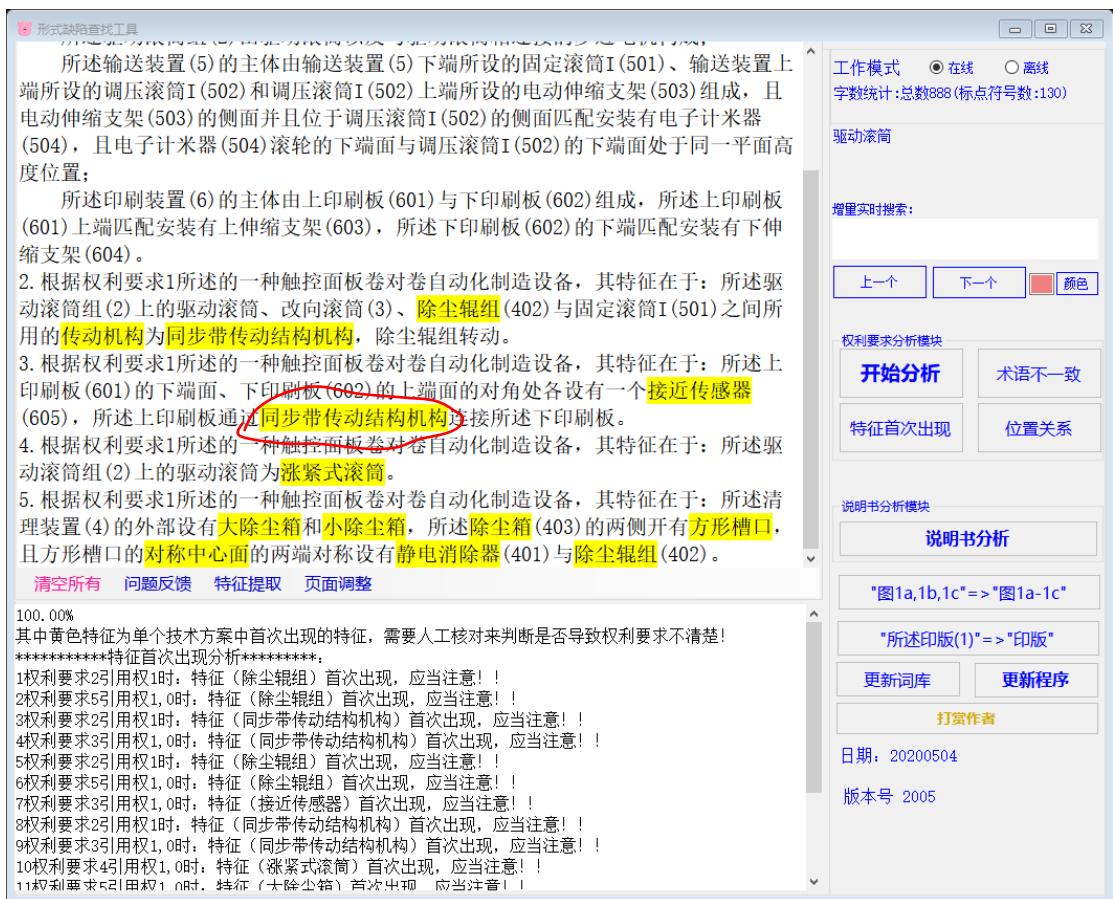 形式缺陷查找工具
所述输送装置(5)的主体由输送装置(5)下端所设的固定滚筒I(501)、输送装置上
端所设的调压滚筒I(502)和调压滚筒I(502)上端所设的电动伸缩支架(503)组成，且
电动伸缩支架(503)的侧面并且位于调压滚筒I(502)的侧面匹配安装有电子计米器
(504)，且电子计米器(504)滚轮的下端面与调压滚筒I(502)的下端面处于同一平面高
度位置；
所述印刷装置(6)的主体由上印刷板(601)与下印刷板(602)组成，所述上印刷板
(601)上端匹配安装有上伸缩支架(603)，所述下印刷板(602)的下端匹配安装有下伸
缩支架(604)。
2.根据权利要求1所述的一种触控面板卷对卷自动化制造设备，其特征在于：所述驱
动滚筒组(2)上的驱动滚筒、改向滚筒(3)、除尘辊组(402)与固定滚筒I(501)之间所
用的传动机构为同步带传动结构机构，除尘辊组转动。
3.根据权利要求1所述的一种触控面板卷对卷自动化制造设备，其特征在于：所述上
印刷板(601)的下端面、下印刷板(602)的上端面的对角处各设有一个接近传感器
(605)，所述上印刷板通过同步带传动结构机构连接所述下印刷板。
4.根据权利要求1所述的一种触控面板卷对卷自动化制造设备，其特征在于：所述驱
动滚筒组(2)上的驱动滚筒为涨紧式滚筒。
5.根据权利要求1所述的一种触控面板卷对卷自动化制造设备，其特征在于：所述清
理装置(4)的外部设有大除尘箱和小除尘箱，所述除尘箱(403)的两侧开有方形槽口，
且方形槽口的对称中心面的两端对称设有静电消除器(401)与除尘辊组(402)。
清空所有 问题反馈 特征提取 页面调整
100.00%
其中黄色特征为单个技术方案中首次出现的特征，需要人工核对来判断是否导致权利要求不清楚！
***********特征首次出现分析*********：
1权利要求2引用权1时：特征（除尘辊组）首次出现，应当注意！！
2权利要求5引用权1,0时：特征（除尘辊组）首次出现，应当注意！！
3权利要求2引用权1时：特征（同步带传动结构机构）首次出现，应当注意！！
4权利要求3引用权1,0时：特征（同步带传动结构机构）首次出现，应当注意！！
5权利要求2引用权1时：特征（除尘辊组）首次出现，应当注意！！
6权利要求5引用权1,0时：特征（除尘辊组）首次出现，应当注意！！
7权利要求3引用权1,0时：特征（接近传感器）首次出现，应当注意！！
8权利要求2引用权1时：特征（同步带传动结构机构）首次出现，应当注意！！
9权利要求3引用权1,0时：特征（同步带传动结构机构）首次出现，应当注意！！
10权利要求4引用权1,0时：特征（涨紧式滚筒）首次出现，应当注意！！
11权利要求5引用权1,0时：特征（大除尘箱）首次出现，应当注意！！
工作模式 在线 离线
字数统计:总数888(标点符号数:130)
驱动滚筒
增量实时搜索：
上一个 下一个 颜色
权利要求分析模块
开始分析 术语不一致
特征首次出现 位置关系
说明书分析模块
说明书分析
"图1a,1b,1c"=>"图1a-1c"
"所述印版(1)"=>"印版"
更新词库 更新程序
打赏作者
日期：20200504
版本号 2005